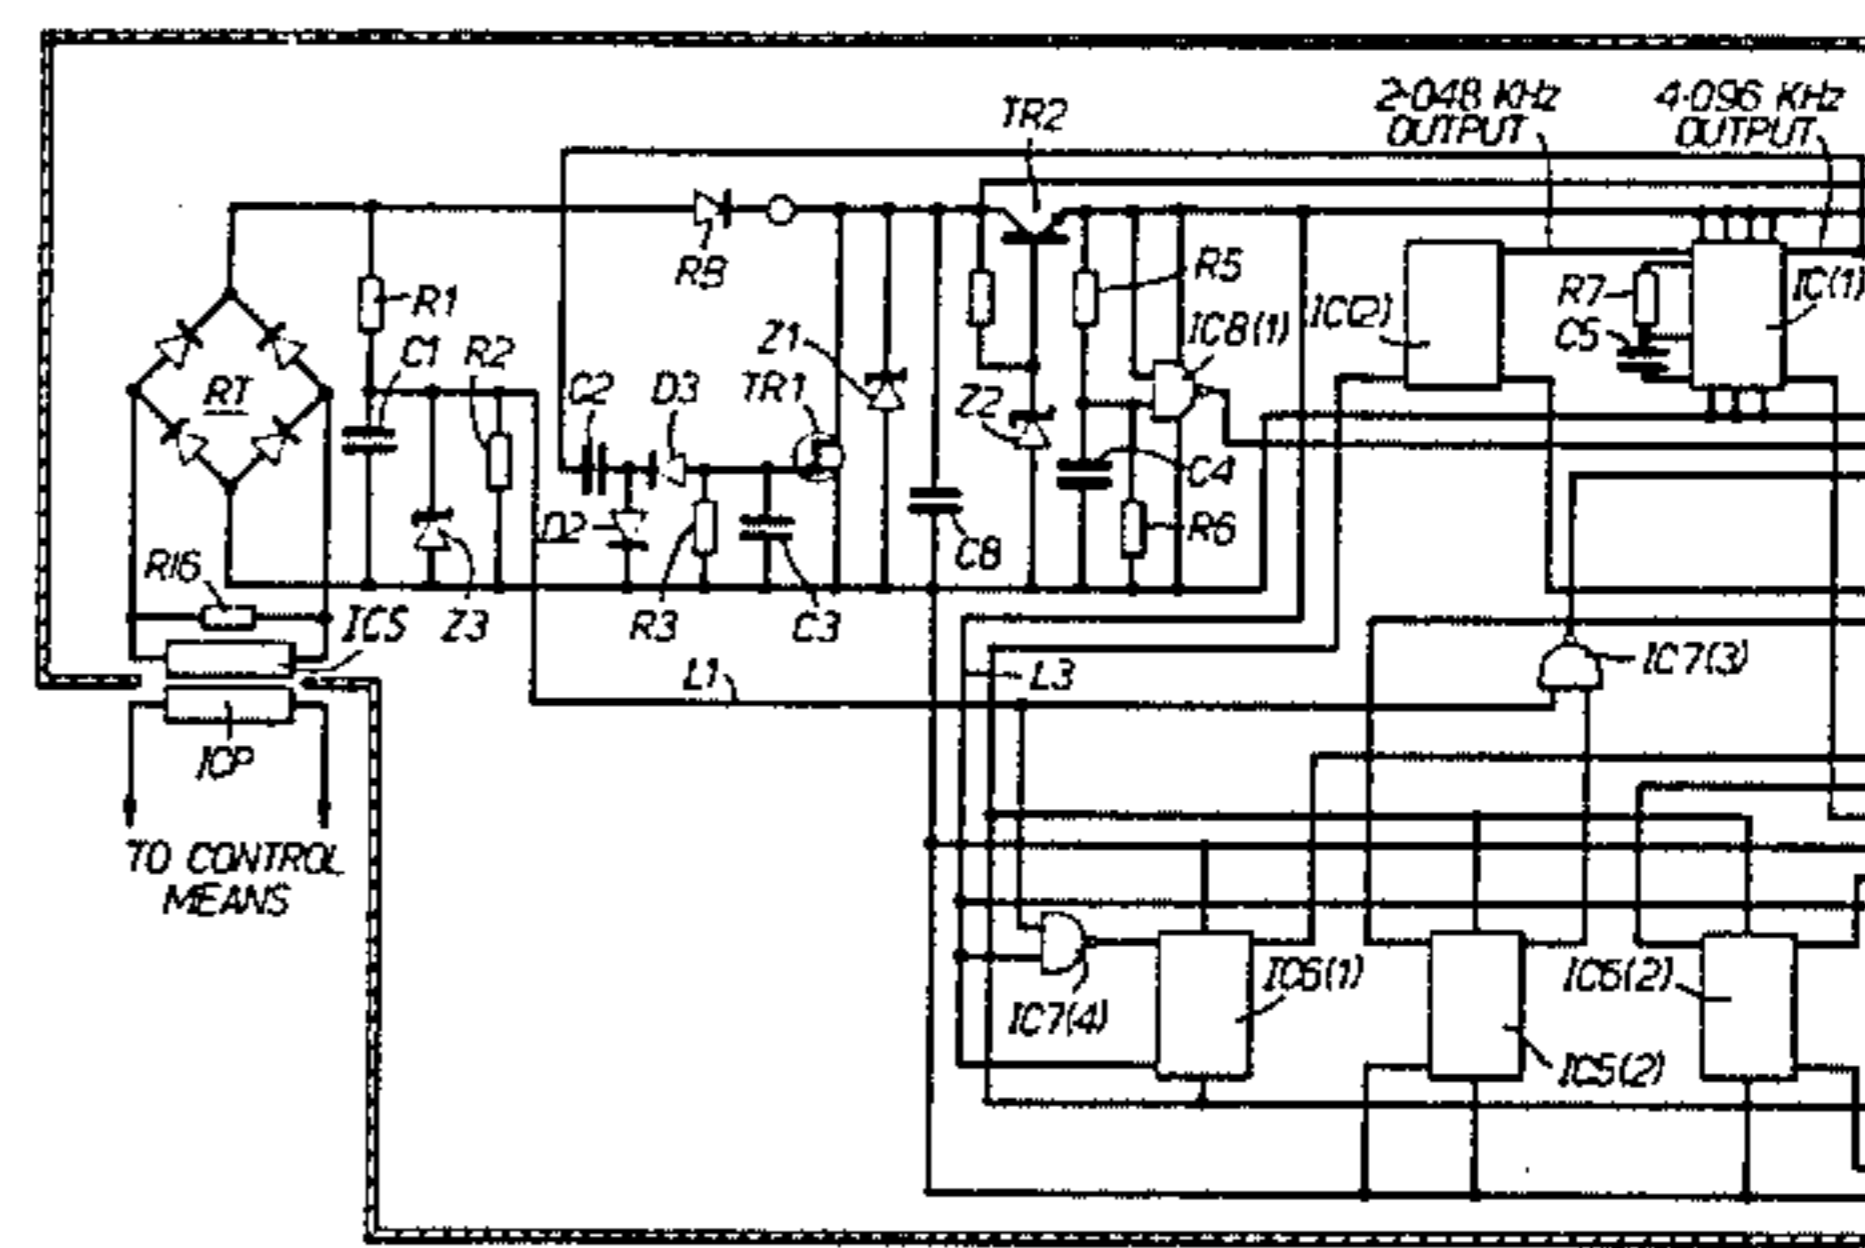 2·048 KHz
OUTPUT
4·096 KHz
OUTPUT
TR2
RB
R1
R5
R7
IC(1)
IC8(1)
IC(2)
C5
C1
R2
Z1
RT
C2
D3
TR1
Z2
C4
D2
R6
C8
R16
ICS
Z3
R3
C3
IC7(3)
L1
L3
ICP
TO CONTROL
MEANS
IC6(1)
IC6(2)
IC7(4)
IC5(2)